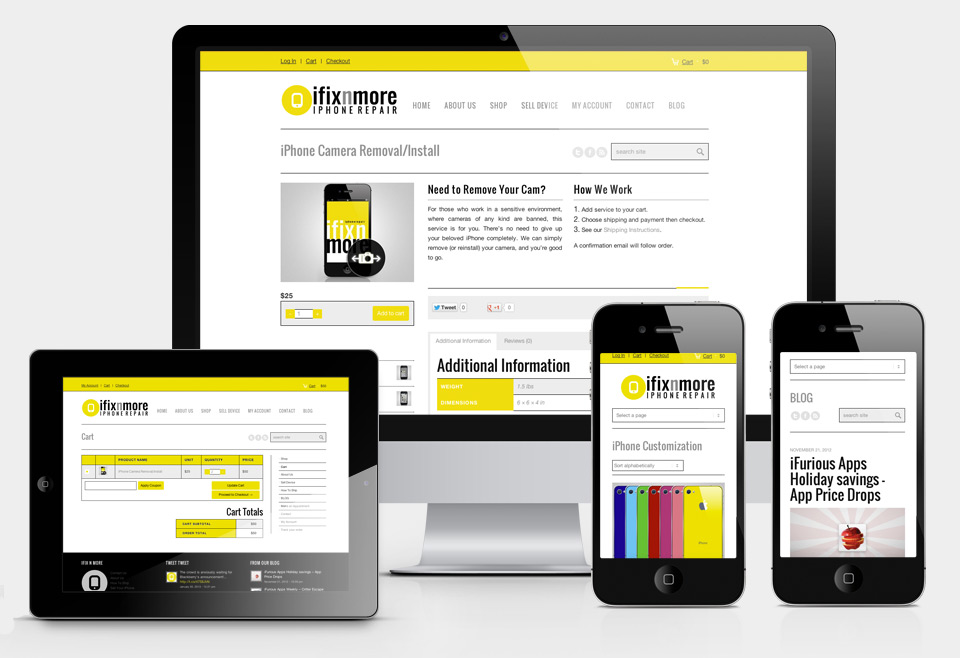 Log In | Cart | Checkout
Cart $0
ifixnmore
IPHONE REPAIR
HOME ABOUT US SHOP SELL DEVICE MY ACCOUNT CONTACT BLOG
iPhone Camera Removal/Install
search site
ifixnmore
$25
- 1 +
Add to cart
Need to Remove Your Cam?
For those who work in a sensitive environment,
where cameras of any kind are banned, this
service is for you. There's no need to give up
your beloved iPhone completely. We can simply
remove (or reinstall) your camera, and you're good
to go.
How We Work
1. Add service to your cart.
2. Choose shipping and payment then checkout.
3. See our Shipping Instructions.
A confirmation email will follow order.
Tweet 0
+1 0
Additional Information Reviews (0)
Additional Information
WEIGHT 1.5 lbs
DIMENSIONS 6 × 6 × 4 in
My Account | Cart | Checkout
Cart $25
ifixnmore
IPHONE REPAIR
HOME ABOUT US SHOP SELL DEVICE MY ACCOUNT CONTACT BLOG
Cart
search site
PRODUCT NAME UNIT QUANTITY PRICE
iPhone Camera Removal/Install $25 $25
Apply Coupon
Update Cart
Proceed to Checkout →
Cart Totals
CART SUBTOTAL $25
ORDER TOTAL $25
Shop
Cart
About Us
Sell Device
How To Ship
BLOG
Contact
My Account
IFIX N MORE
TWEET TWEET
FROM OUR BLOG
iFurious Apps Holiday savings - App
Price Drops
Log In | Cart | Checkout
Cart $0
ifixnmore
IPHONE REPAIR
Select a page
iPhone Customization
Sort alphabetically
iPhone
Select a page
BLOG
search site
NOVEMBER 21, 2012
iFurious Apps
Holiday savings -
App Price Drops